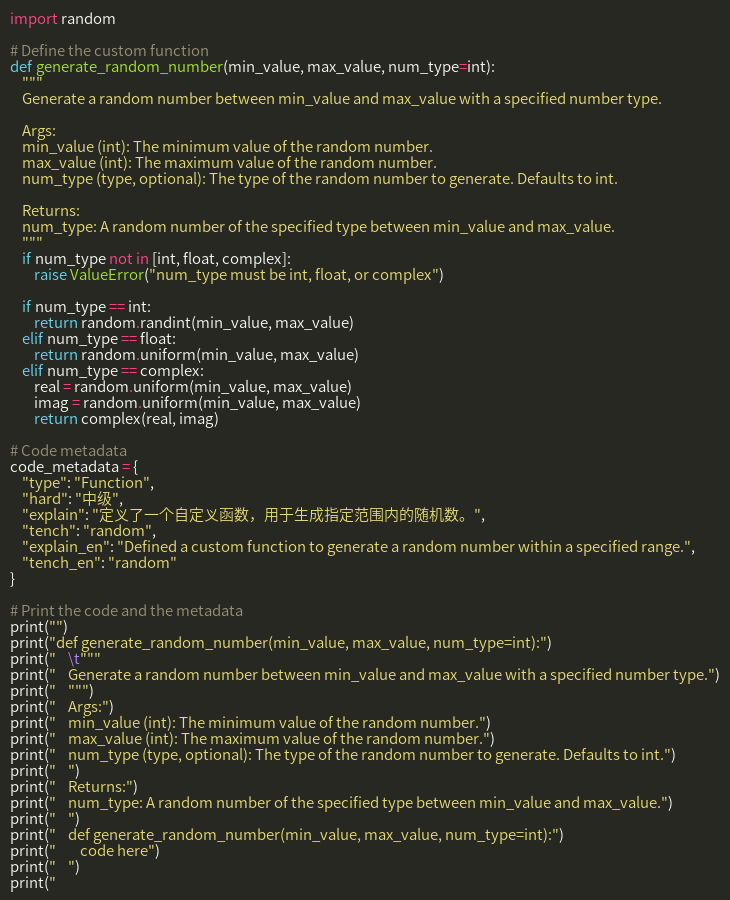 import random

# Define the custom function
def generate_random_number(min_value, max_value, num_type=int):
    """
    Generate a random number between min_value and max_value with a specified number type.

    Args:
    min_value (int): The minimum value of the random number.
    max_value (int): The maximum value of the random number.
    num_type (type, optional): The type of the random number to generate. Defaults to int.

    Returns:
    num_type: A random number of the specified type between min_value and max_value.
    """
    if num_type not in [int, float, complex]:
        raise ValueError("num_type must be int, float, or complex")

    if num_type == int:
        return random.randint(min_value, max_value)
    elif num_type == float:
        return random.uniform(min_value, max_value)
    elif num_type == complex:
        real = random.uniform(min_value, max_value)
        imag = random.uniform(min_value, max_value)
        return complex(real, imag)

# Code metadata
code_metadata = {
    "type": "Function",
    "hard": "中级",
    "explain": "定义了一个自定义函数，用于生成指定范围内的随机数。",
    "tench": "random",
    "explain_en": "Defined a custom function to generate a random number within a specified range.",
    "tench_en": "random"
}

# Print the code and the metadata
print("")
print("def generate_random_number(min_value, max_value, num_type=int):")
print("    \t"""
print("    Generate a random number between min_value and max_value with a specified number type.")
print("    """)
print("    Args:")
print("    min_value (int): The minimum value of the random number.")
print("    max_value (int): The maximum value of the random number.")
print("    num_type (type, optional): The type of the random number to generate. Defaults to int.")
print("    ")
print("    Returns:")
print("    num_type: A random number of the specified type between min_value and max_value.")
print("    ")
print("    def generate_random_number(min_value, max_value, num_type=int):")
print("        code here")
print("    ")
print("